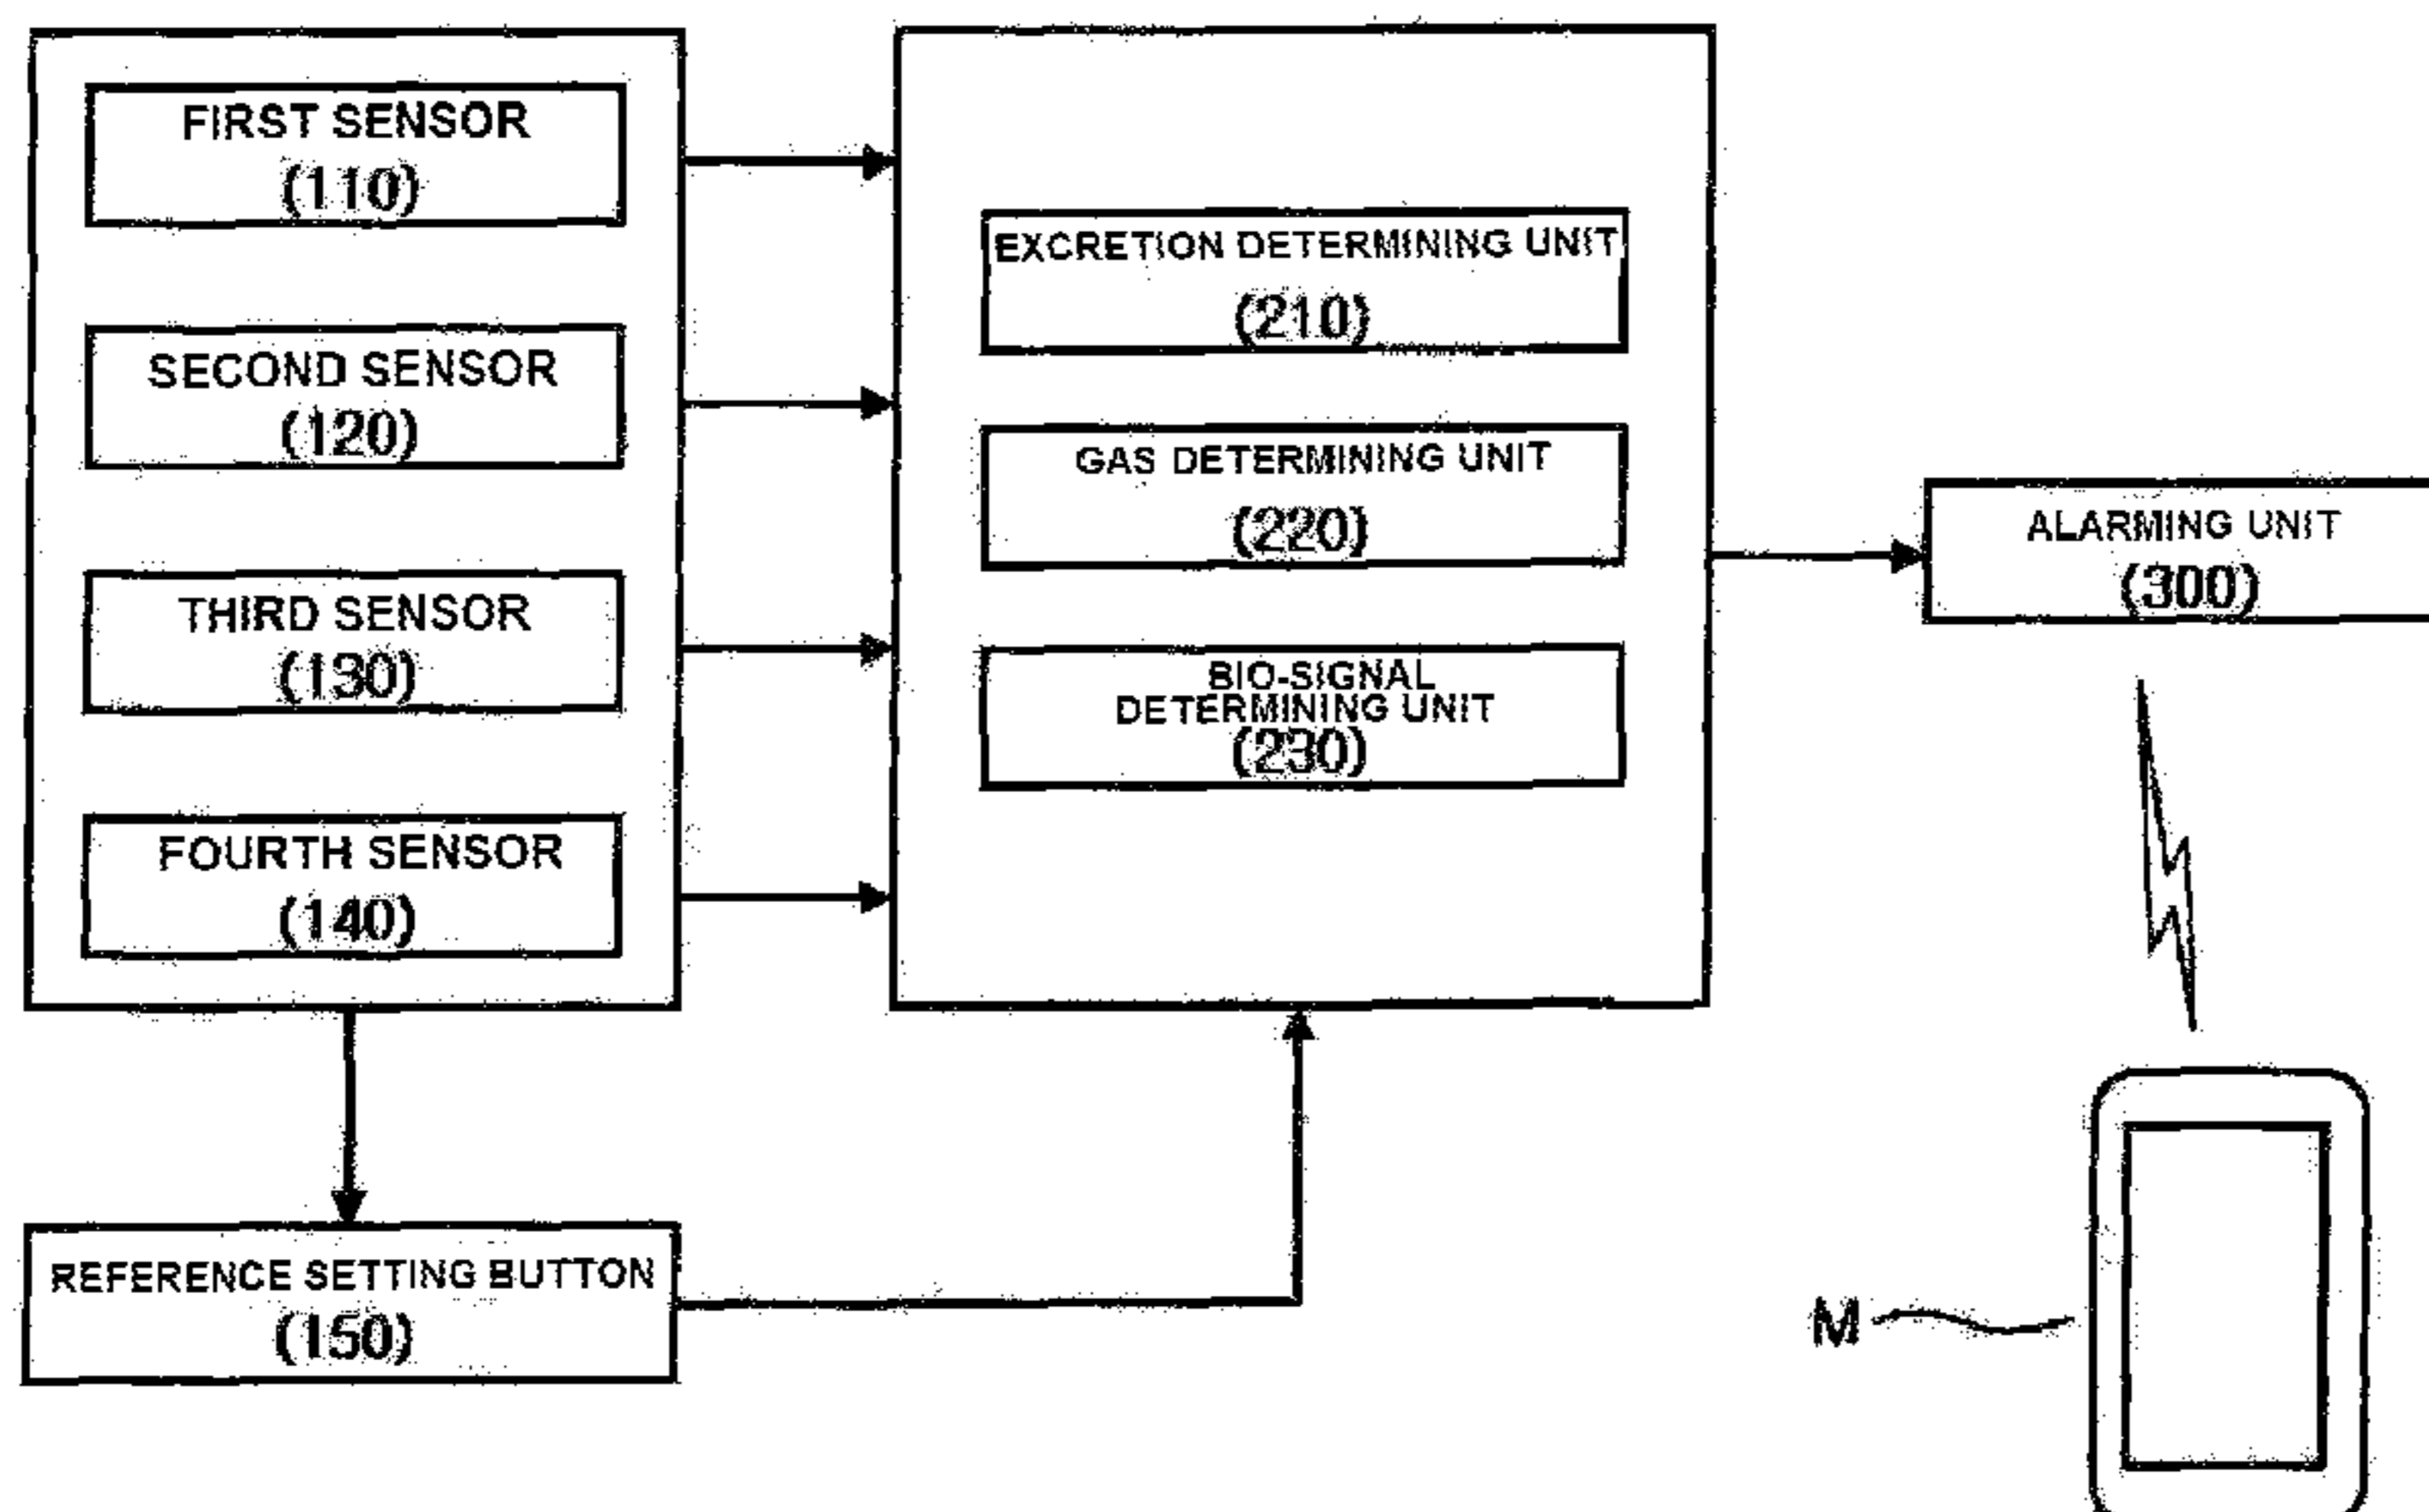 FIRST SENSOR
(110)
SECOND SENSOR
(120)
THIRD SENSOR
(130)
FOURTH SENSOR
(140)
REFERENCE SETTING BUTTON
(150)
EXCRETION DETERMINING UNIT
(210)
GAS DETERMINING UNIT
(220)
BIO-SIGNAL
DETERMINING UNIT
(230)
ALARMING UNIT
(300)
M